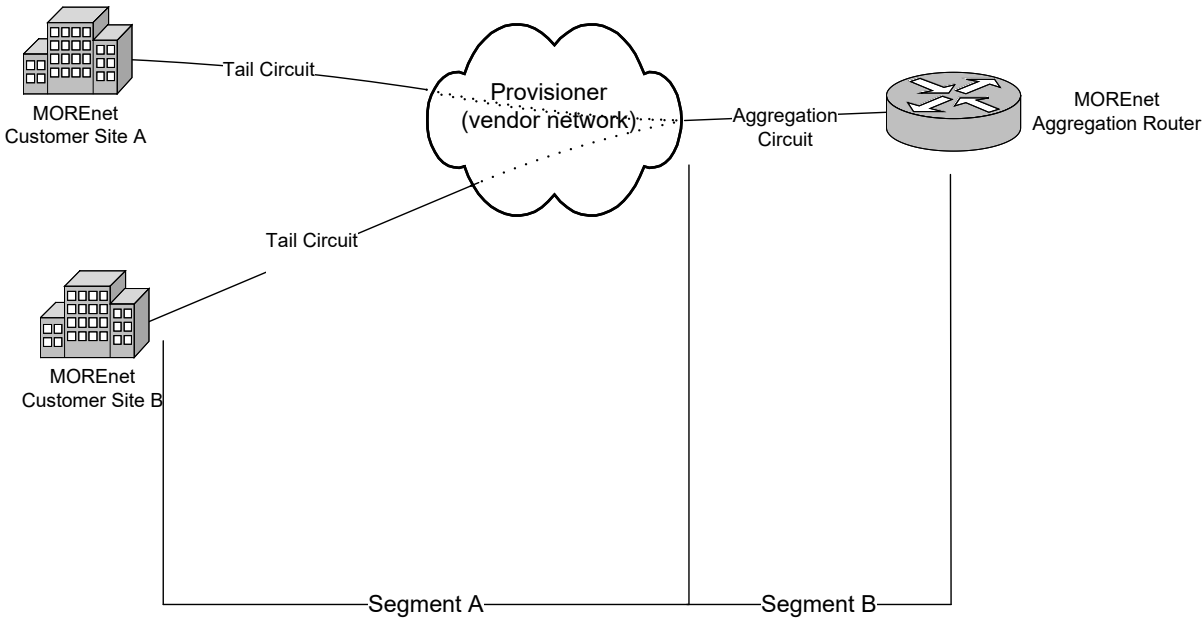 Tail Circuit
MOREnet
Customer Site A
Provisioner
(vendor network)
Aggregation
Circuit
MOREnet
Aggregation Router
Tail Circuit
MOREnet
Customer Site B
Segment A
Segment B